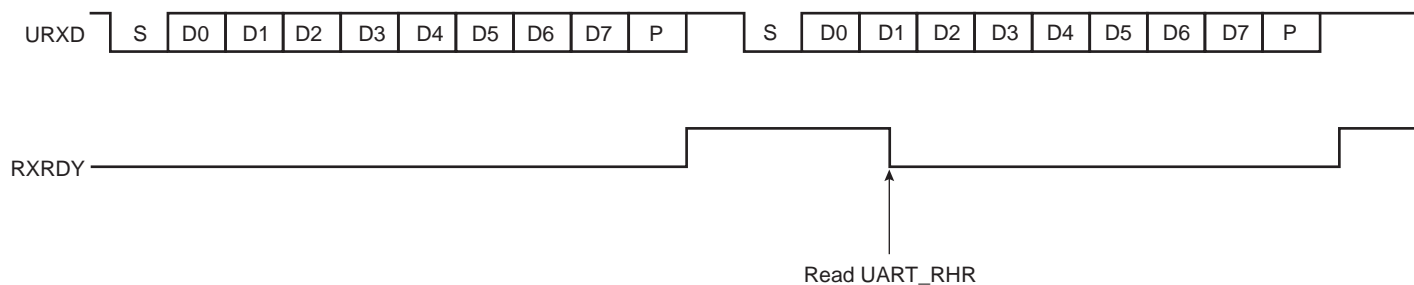 URXD S D0 D1 D2 D3 D4 D5 D6 D7 P S D0 D1 D2 D3 D4 D5 D6 D7 P
RXRDY
Read UART_RHR